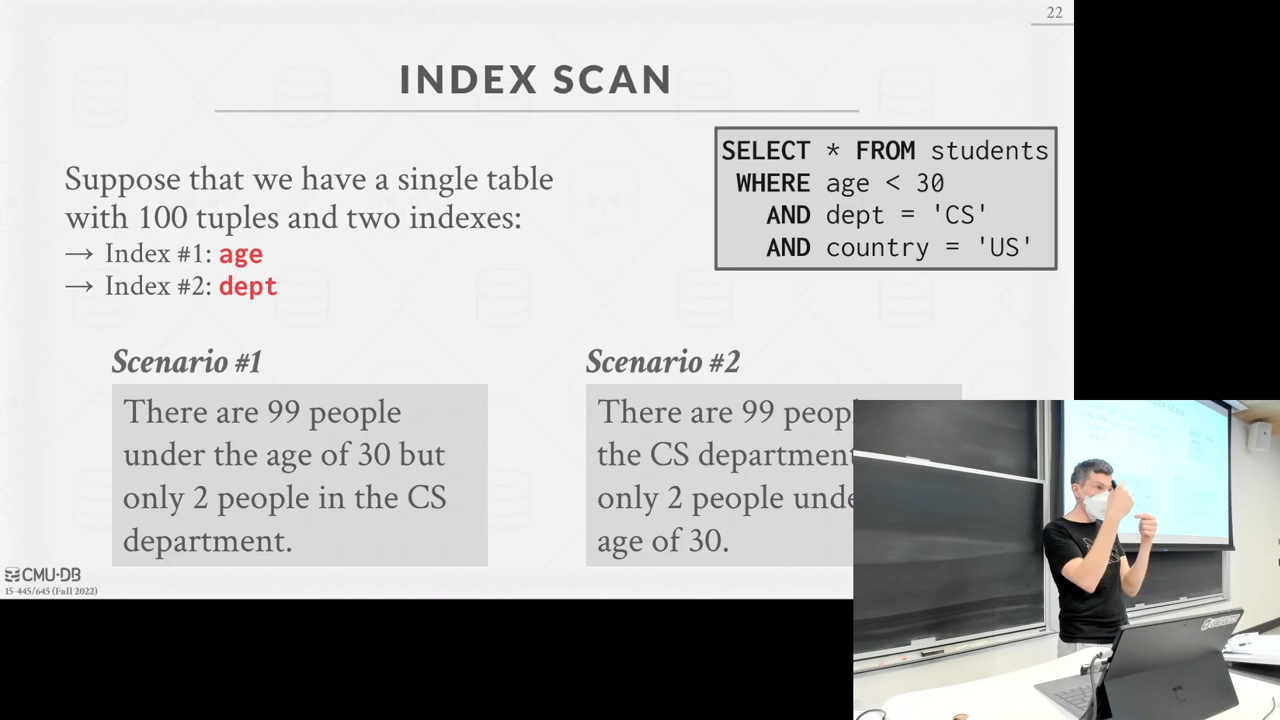 22
INDEX SCAN
Suppose that we have a single table
with 100 tuples and two indexes:
→ Index #1: age
→ Index #2: dept
SELECT * FROM students
WHERE age < 30
AND dept = 'CS'
AND country = 'US'
Scenario #1
There are 99 people
under the age of 30 but
only 2 people in the CS
department.
Scenario #2
There are 99
the CS department
only 2 people
age of 30.
CMU·DB
15-445/645 (Fall 2022)